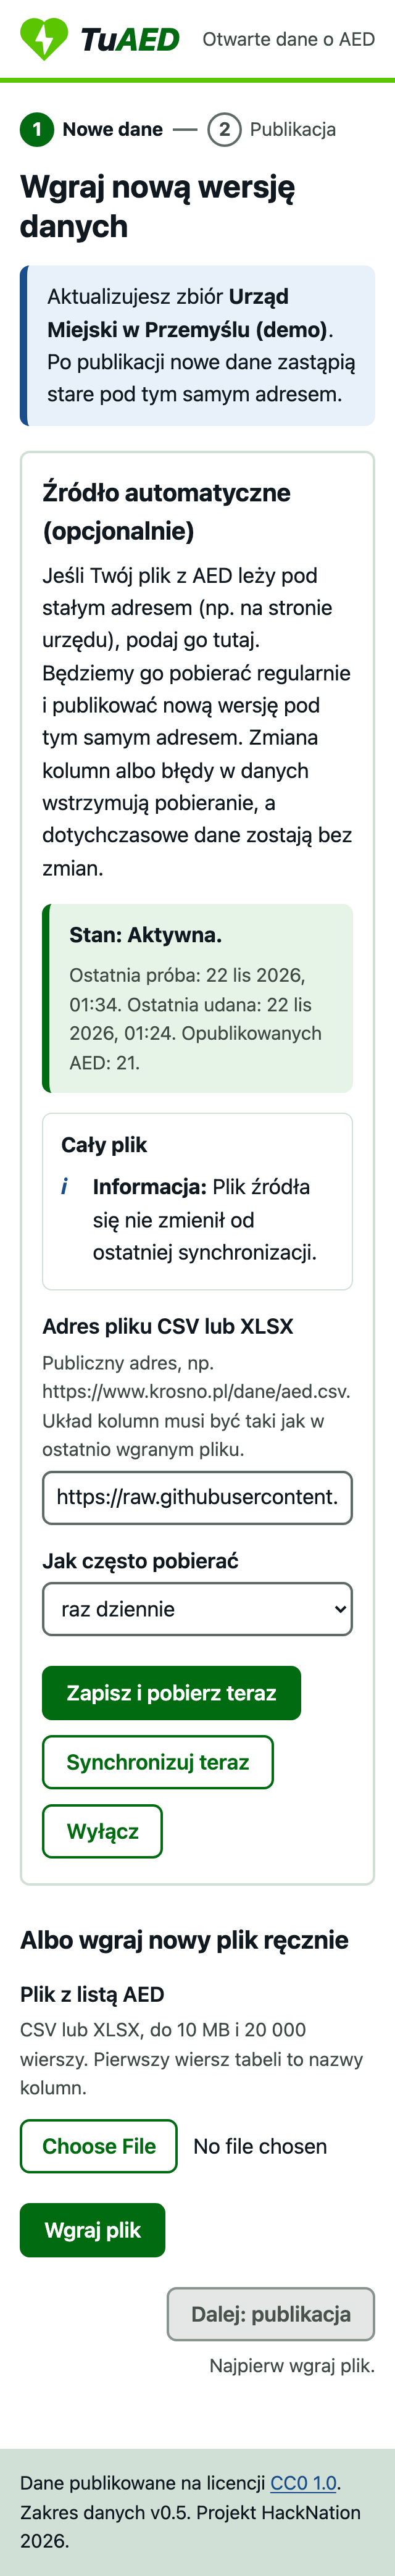 TuAED
Otwarte dane o AED
1 Nowe dane — 2 Publikacja
Wgraj nową wersję
danych
Aktualizujesz zbiór Urząd
Miejski w Przemyślu (demo).
Po publikacji nowe dane zastąpią
stare pod tym samym adresem.
Źródło automatyczne
(opcjonalnie)
Jeśli Twój plik z AED leży pod
stałym adresem (np. na stronie
urzędu), podaj go tutaj.
Będziemy go pobierać regularnie
i publikować nową wersję pod
tym samym adresem. Zmiana
kolumn albo błędy w danych
wstrzymują pobieranie, a
dotychczasowe dane zostają bez
zmian.
Stan: Aktywna.
Ostatnia próba: 22 lis 2026,
01:34. Ostatnia udana: 22 lis
2026, 01:24. Opublikowanych
AED: 21.
Cały plik
i Informacja: Plik źródła
się nie zmienił od
ostatniej synchronizacji.
Adres pliku CSV lub XLSX
Publiczny adres, np.
https://www.krosno.pl/dane/aed.csv.
Układ kolumn musi być taki jak w
ostatnio wgranym pliku.
https://raw.githubusercontent.
Jak często pobierać
raz dziennie
Zapisz i pobierz teraz
Synchronizuj teraz
Wyłącz
Albo wgraj nowy plik ręcznie
Plik z listą AED
CSV lub XLSX, do 10 MB i 20 000
wierszy. Pierwszy wiersz tabeli to nazwy
kolumn.
Choose File No file chosen
Wgraj plik
Dalej: publikacja
Najpierw wgraj plik.
Dane publikowane na licencji CC0 1.0.
Zakres danych v0.5. Projekt HackNation
2026.